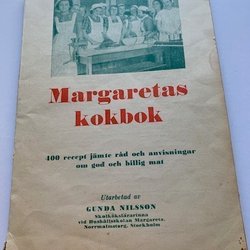 Margaretas
kokbok
400 recept jämte råd och anvisningar
om god och billig mat
Utarbetad av
GUNDA NILSSON
Skolkökslärarinna
vid Hushållsskolan Margareta,
Norrmalmstorg, Stockholm